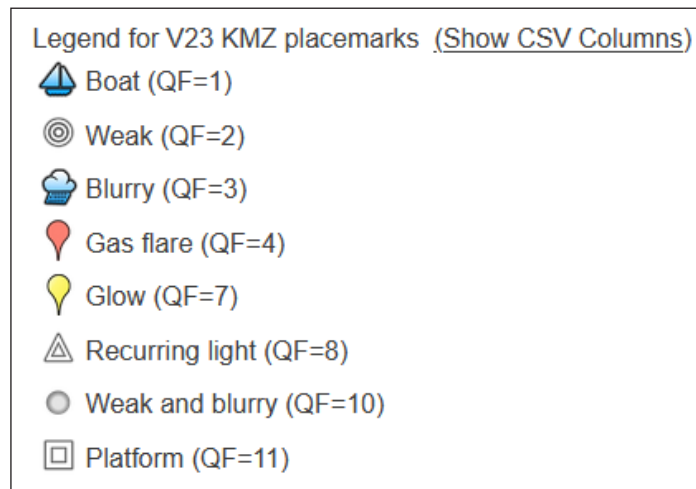 Legend for V23 KMZ placemarks (Show CSV Columns)
Boat (QF=1)
Weak (QF=2)
Blurry (QF=3)
Gas flare (QF=4)
Glow (QF=7)
Recurring light (QF=8)
Weak and blurry (QF=10)
Platform (QF=11)